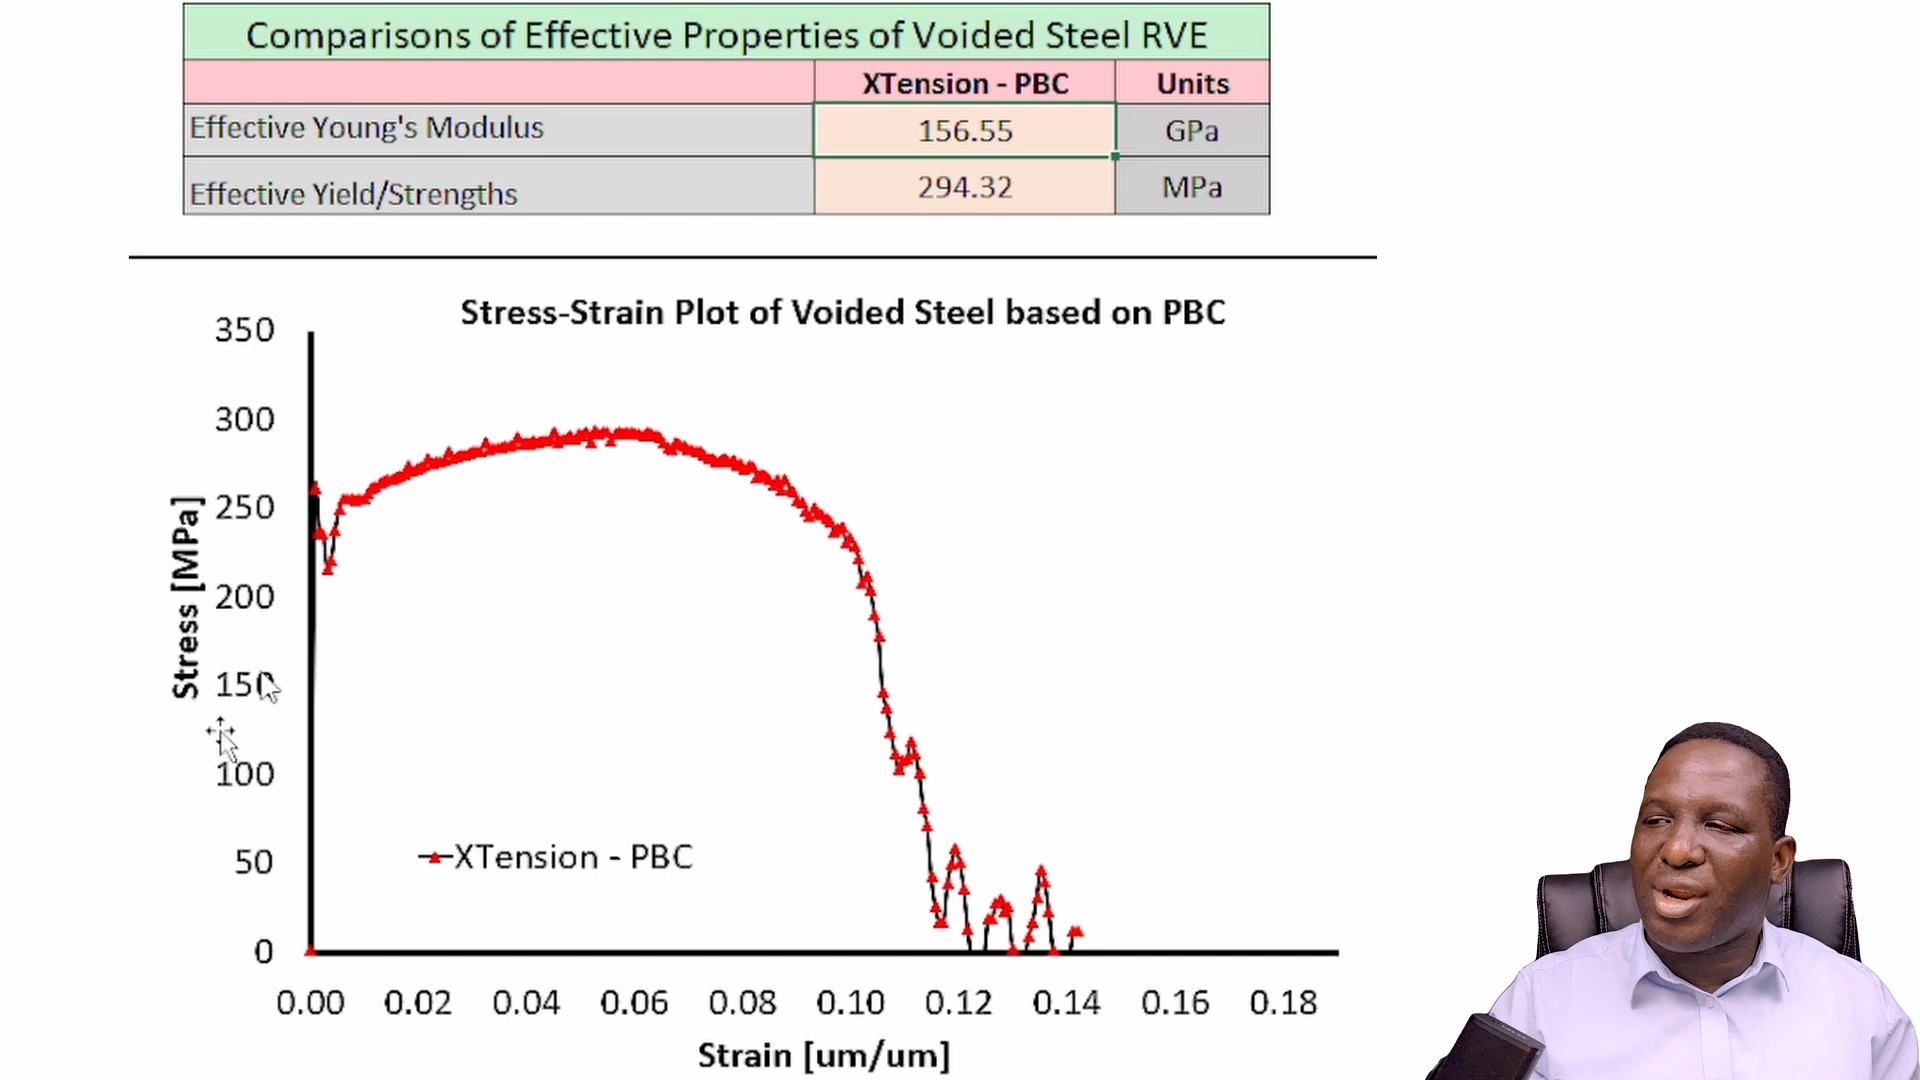 Comparisons of Effective Properties of Voided Steel RVE
XTension - PBC Units
Effective Young's Modulus 156.55 GPa
Effective Yield/Strengths 294.32 MPa
Stress-Strain Plot of Voided Steel based on PBC
350
300
250
200
150
100
50
0
Stress [MPa]
XTension - PBC
0.00 0.02 0.04 0.06 0.08 0.10 0.12 0.14 0.16 0.18
Strain [um/um]